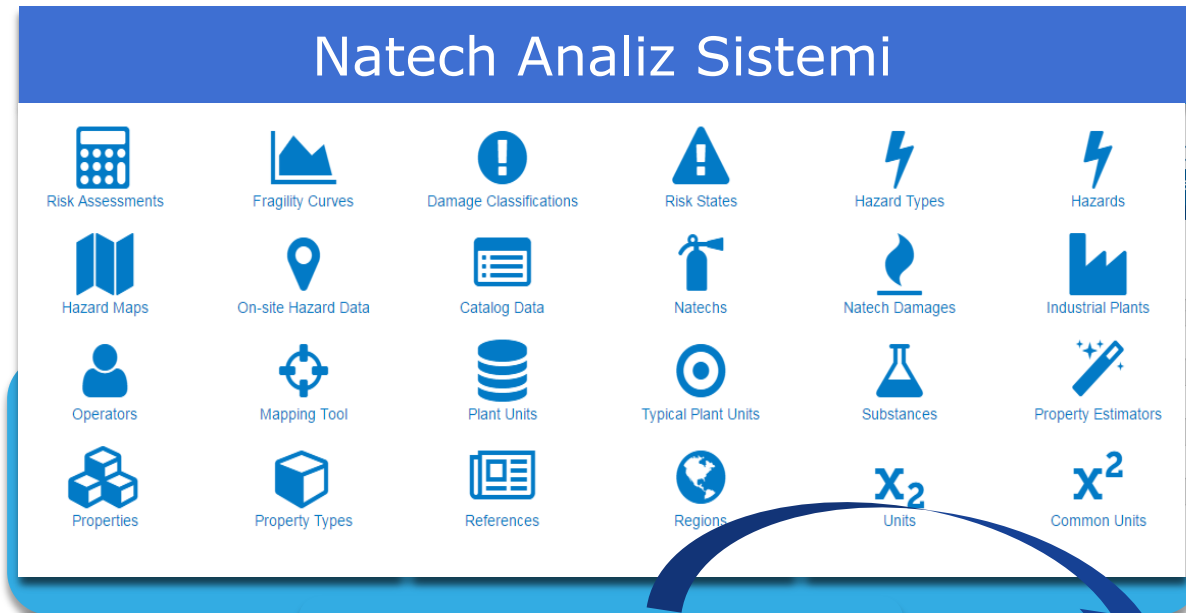 Natech Analiz Sistemi
Risk Assessments
Fragility Curves
Damage Classifications
Risk States
Hazard Types
Hazards
Hazard Maps
On-site Hazard Data
Catalog Data
Natechs
Natech Damages
Industrial Plants
Operators
Mapping Tool
Plant Units
Typical Plant Units
Substances
Property Estimators
Properties
Property Types
References
Regions
x₂
Units
x²
Common Units